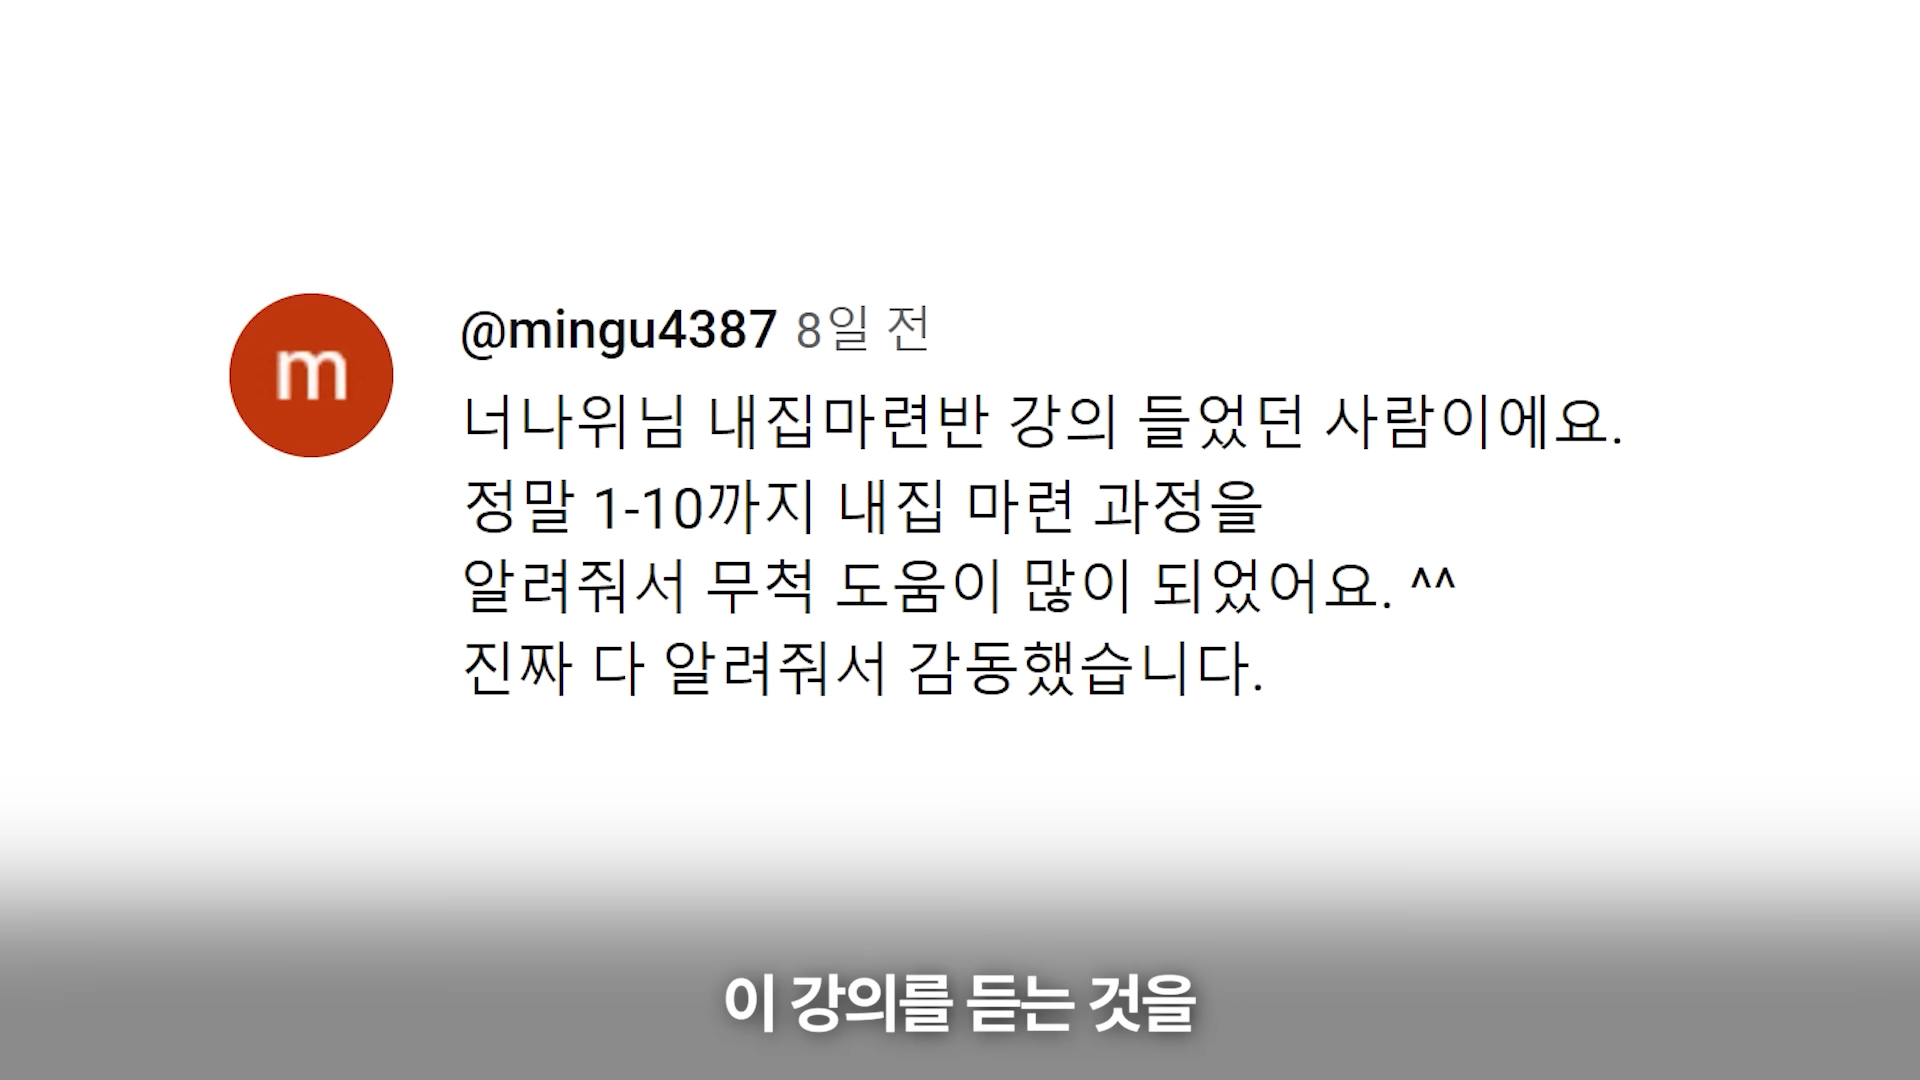 m
@mingu4387 8일 전
너나위님 내집마련반 강의 들었던 사람이에요.
정말 1-10까지 내집 마련 과정을
알려줘서 무척 도움이 많이 되었어요. ^^
진짜 다 알려줘서 감동했습니다.
이 강의를 듣는 것을